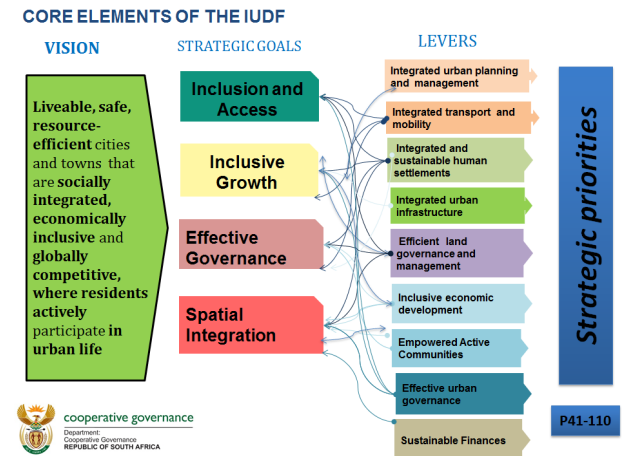 CORE ELEMENTS OF THE IUDF
VISION
STRATEGIC GOALS
LEVERS
Liveable, safe,
resource-
efficient cities
and towns that
are socially
integrated,
economically
inclusive and
globally
competitive,
where residents
actively
participate in
urban life
Inclusion and
Access
Inclusive
Growth
Effective
Governance
Spatial
Integration
Integrated urban planning
and management
Integrated transport and
mobility
Integrated and
sustainable human
settlements
Integrated urban
infrastructure
Efficient land
governance and
management
Inclusive economic
development
Empowered Active
Communities
Effective urban
governance
Sustainable Finances
Strategic priorities
P41-110
cooperative governance
Department:
Cooperative Governance
REPUBLIC OF SOUTH AFRICA